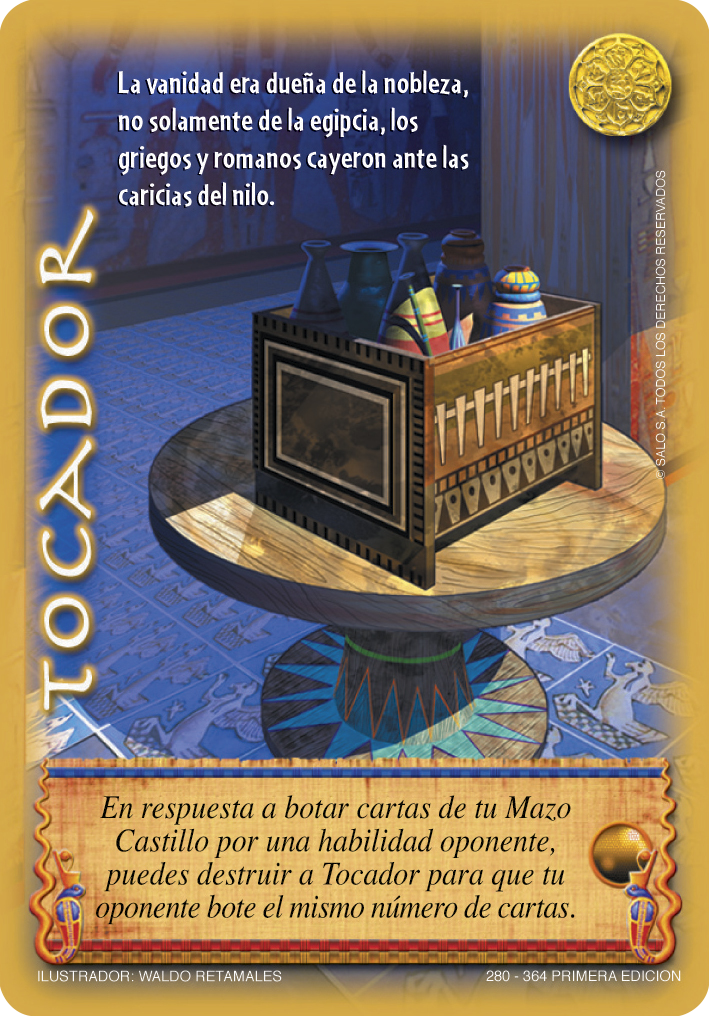 La vanidad era dueña de la nobleza,
no solamente de la egipcia, los
griegos y romanos cayeron ante las
caricias del nilo.
TOCADOR
© SALO S.A. TODOS LOS DERECHOS RESERVADOS
En respuesta a botar cartas de tu Mazo
Castillo por una habilidad oponente,
puedes destruir a Tocador para que tu
oponente bote el mismo número de cartas.
ILUSTRADOR: WALDO RETAMALES
280 - 364 PRIMERA EDICION